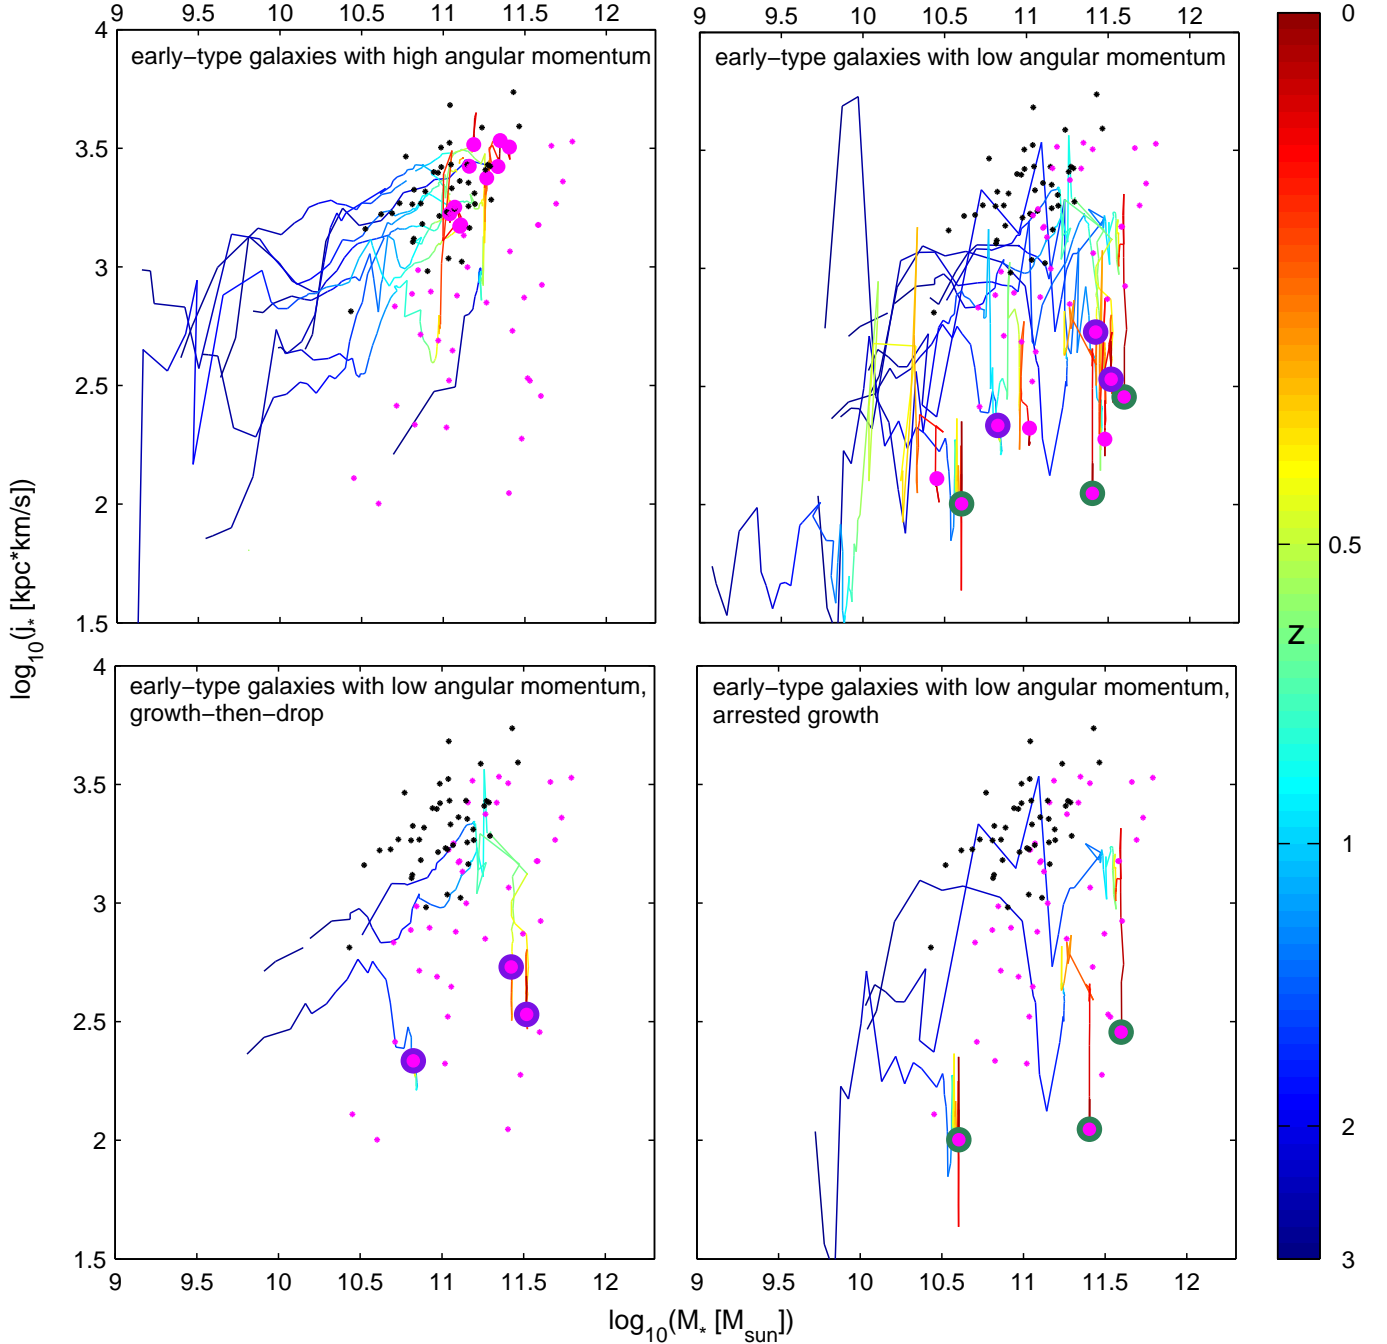 9 9.5 10 10.5 11 11.5 12
9 9.5 10 10.5 11 11.5 12
0
4
early−type galaxies with high angular momentum
early−type galaxies with low angular momentum
3.5
3
2.5
2
1.5
0.5
z
1
2
3
log10(j* [kpc*km/s])
4
early−type galaxies with low angular momentum,
growth−then−drop
early−type galaxies with low angular momentum,
arrested growth
3.5
3
2.5
2
1.5
9 9.5 10 10.5 11 11.5 12
9 9.5 10 10.5 11 11.5 12
log10(M* [Msun])